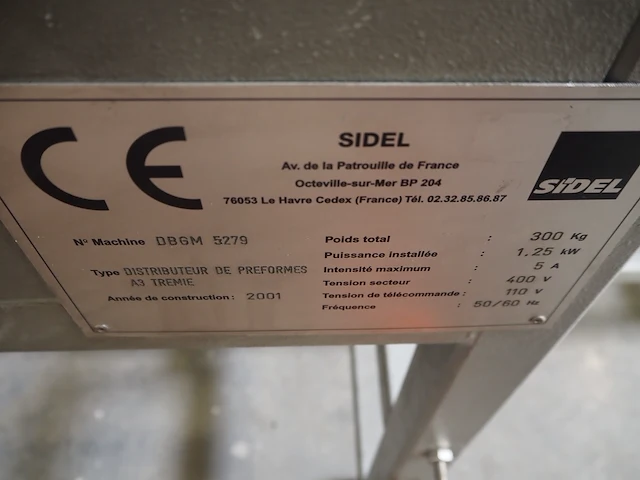 CE
SIDEL
Av. de la Patrouille de France
Octeville-sur-Mer BP 204
76053 Le Havre Cedex (France) Tél. 02.32.85.86.87
SiDEL
N° Machine DBGM 5279
Type DISTRIBUTEUR DE PREFORMES
A3 TREMIE
Année de construction : 2001
Poids total : 300 Kg
Puissance installée : 1,25 kW
Intensité maximum : 5 A
Tension secteur : 400 V
Tension de télécommande : 110 V
Fréquence : 50/60 Hz